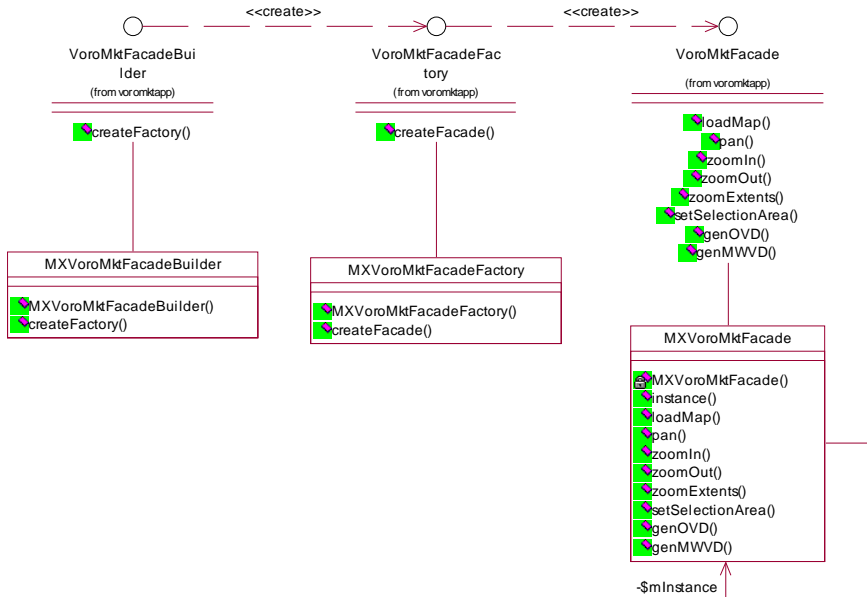 <<create>>
<<create>>
VoroMktFacadeBui
lder
(from voromktapp)
createFactory()
VoroMktFacadeFac
tory
(from voromktapp)
createFacade()
VoroMktFacade
(from voromktapp)
loadMap()
pan()
zoomIn()
zoomOut()
zoomExtents()
setSelectionArea()
genOVD()
genMWVD()
MXVoroMktFacadeBuilder
MXVoroMktFacadeBuilder()
createFactory()
MXVoroMktFacadeFactory
MXVoroMktFacadeFactory()
createFacade()
MXVoroMktFacade
MXVoroMktFacade()
instance()
loadMap()
pan()
zoomIn()
zoomOut()
zoomExtents()
setSelectionArea()
genOVD()
genMWVD()
-$mInstance